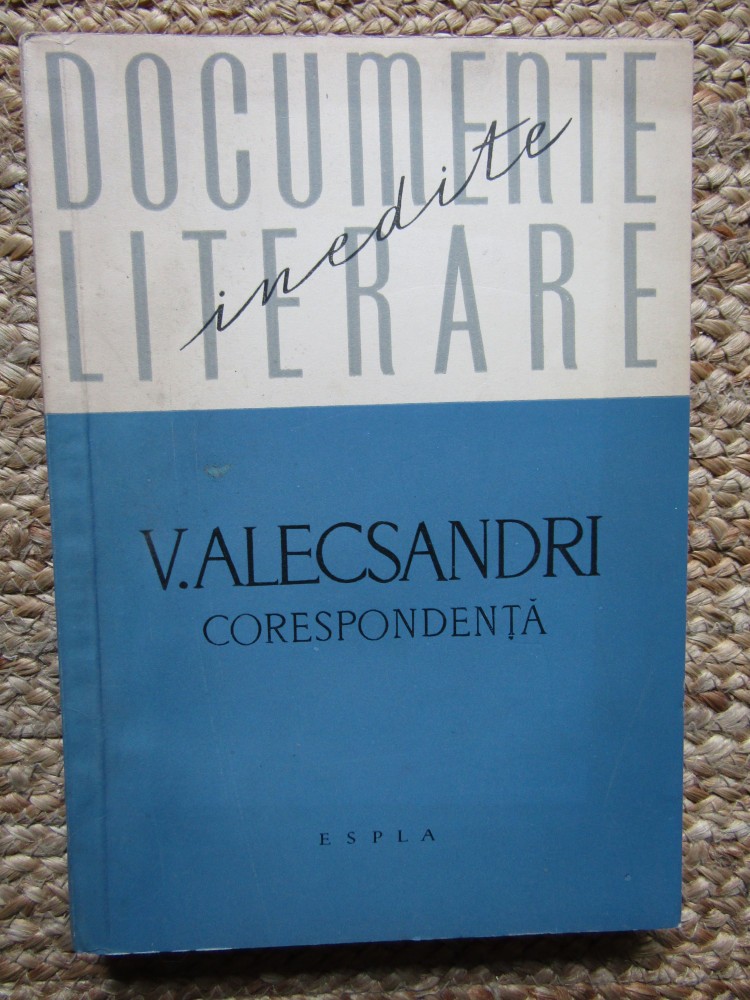 DOCUMENTE
inedite
LITERARE
V. ALECSANDRI
CORESPONDENȚĂ
ESPLA